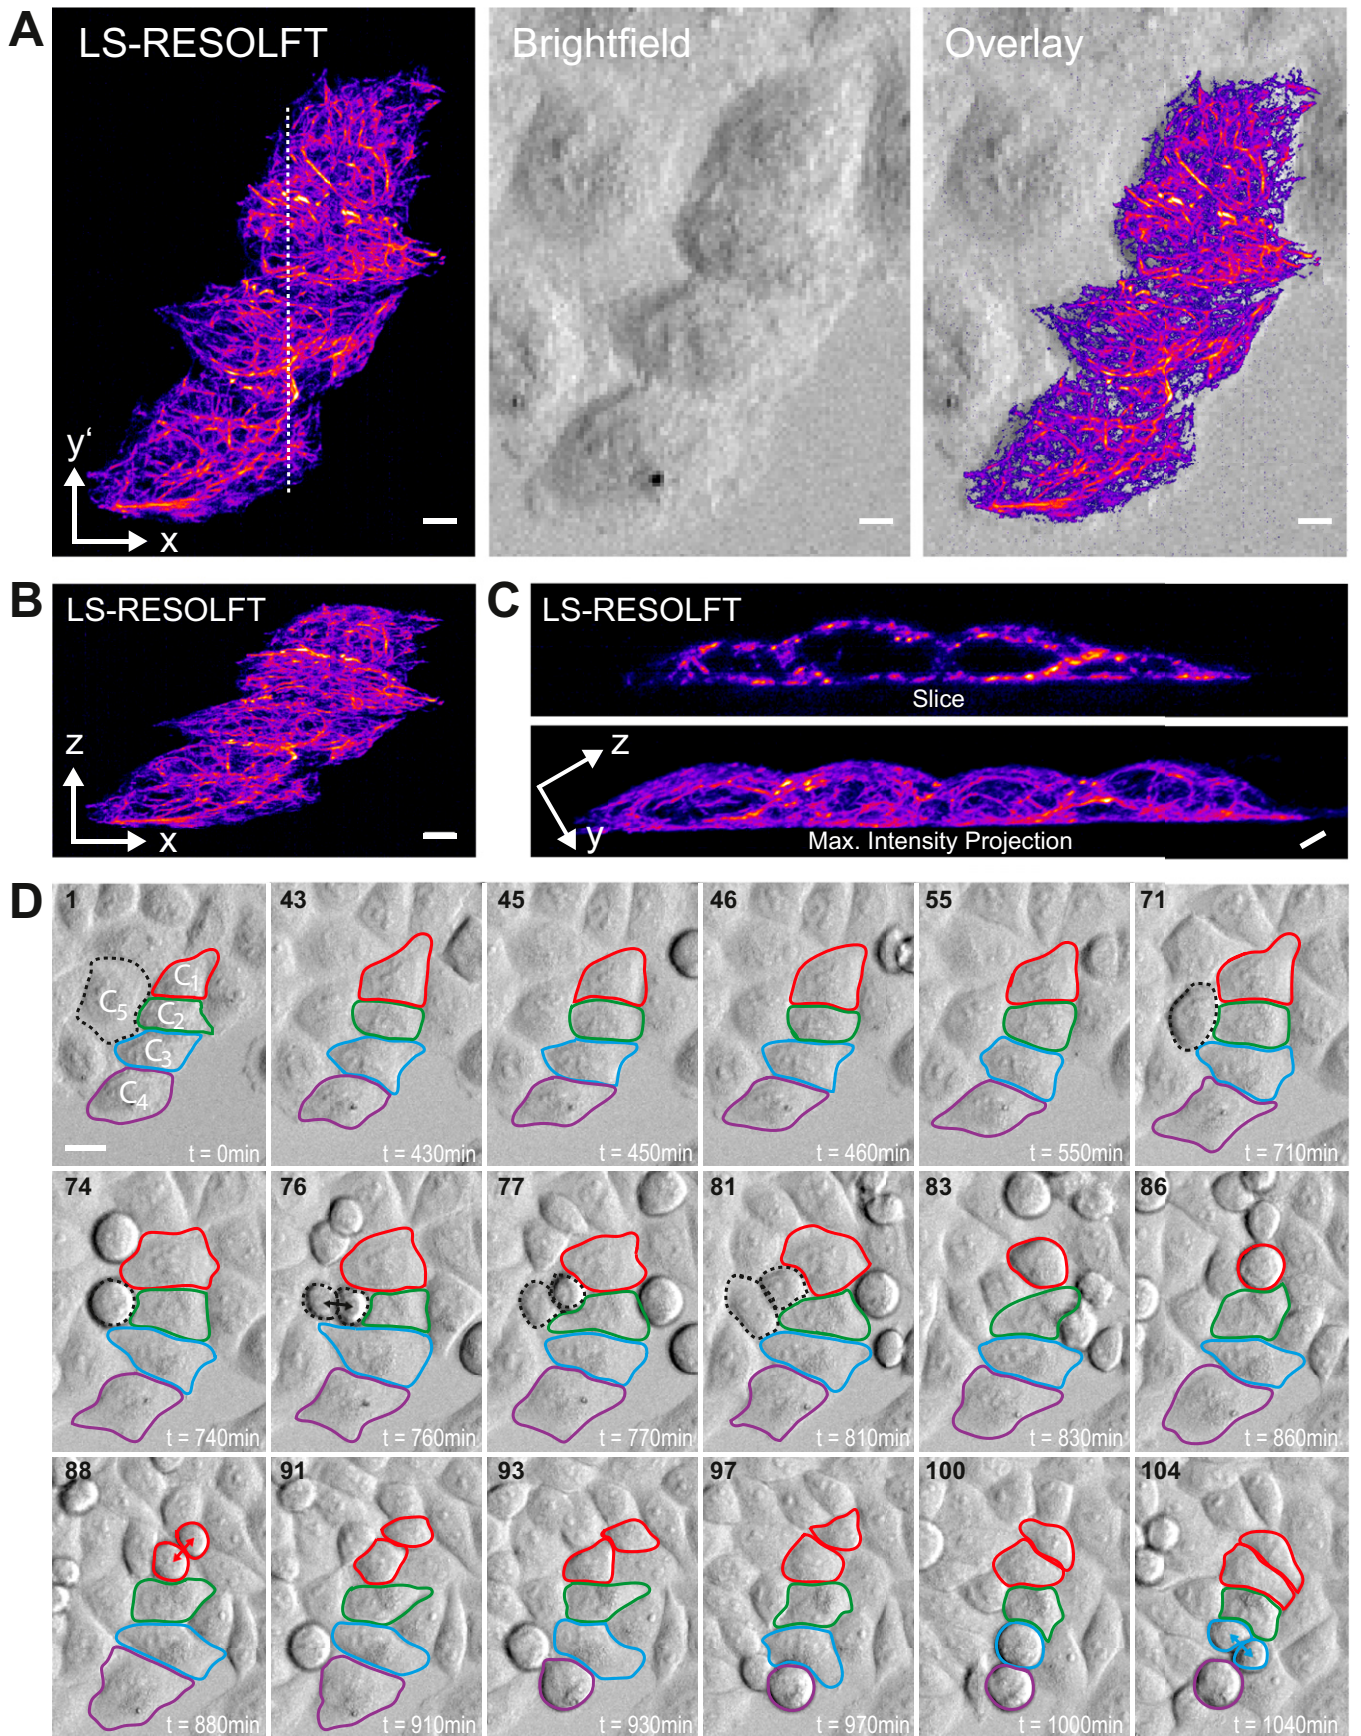 A
LS-RESOLFT
Brightfield
Overlay
y‘
x
B
LS-RESOLFT
z
x
C
LS-RESOLFT
Slice
z
y
Max. Intensity Projection
D
1
C1
C5
C2
C3
C4
t = 0min
43
t = 430min
45
t = 450min
46
t = 460min
55
t = 550min
71
t = 710min
74
t = 740min
76
t = 760min
77
t = 770min
81
t = 810min
83
t = 830min
86
t = 860min
88
t = 880min
91
t = 910min
93
t = 930min
97
t = 970min
100
t = 1000min
104
t = 1040min